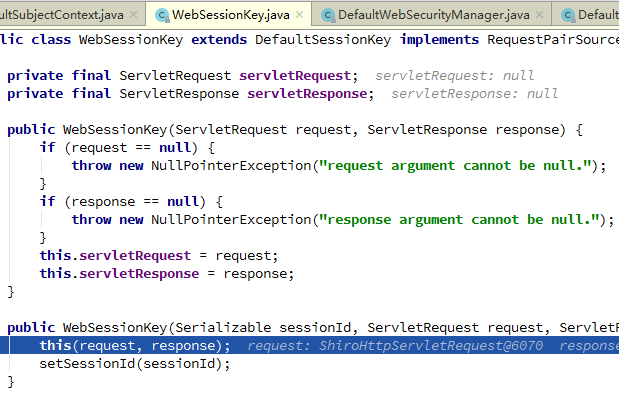 ultSubjectContext.java × WebSessionKey.java × DefaultWebSecurityManager.java × Defaul
lic class WebSessionKey extends DefaultSessionKey implements RequestPairSource
private final ServletRequest servletRequest; servletRequest: null
private final ServletResponse servletResponse; servletResponse: null
public WebSessionKey(ServletRequest request, ServletResponse response) {
if (request == null) {
throw new NullPointerException("request argument cannot be null.");
}
if (response == null) {
throw new NullPointerException("response argument cannot be null.");
}
this.servletRequest = request;
this.servletResponse = response;
}
public WebSessionKey(Serializable sessionId, ServletRequest request, ServletR
this(request, response); request: ShiroHttpServletRequest@6070 response
setSessionId(sessionId);
}